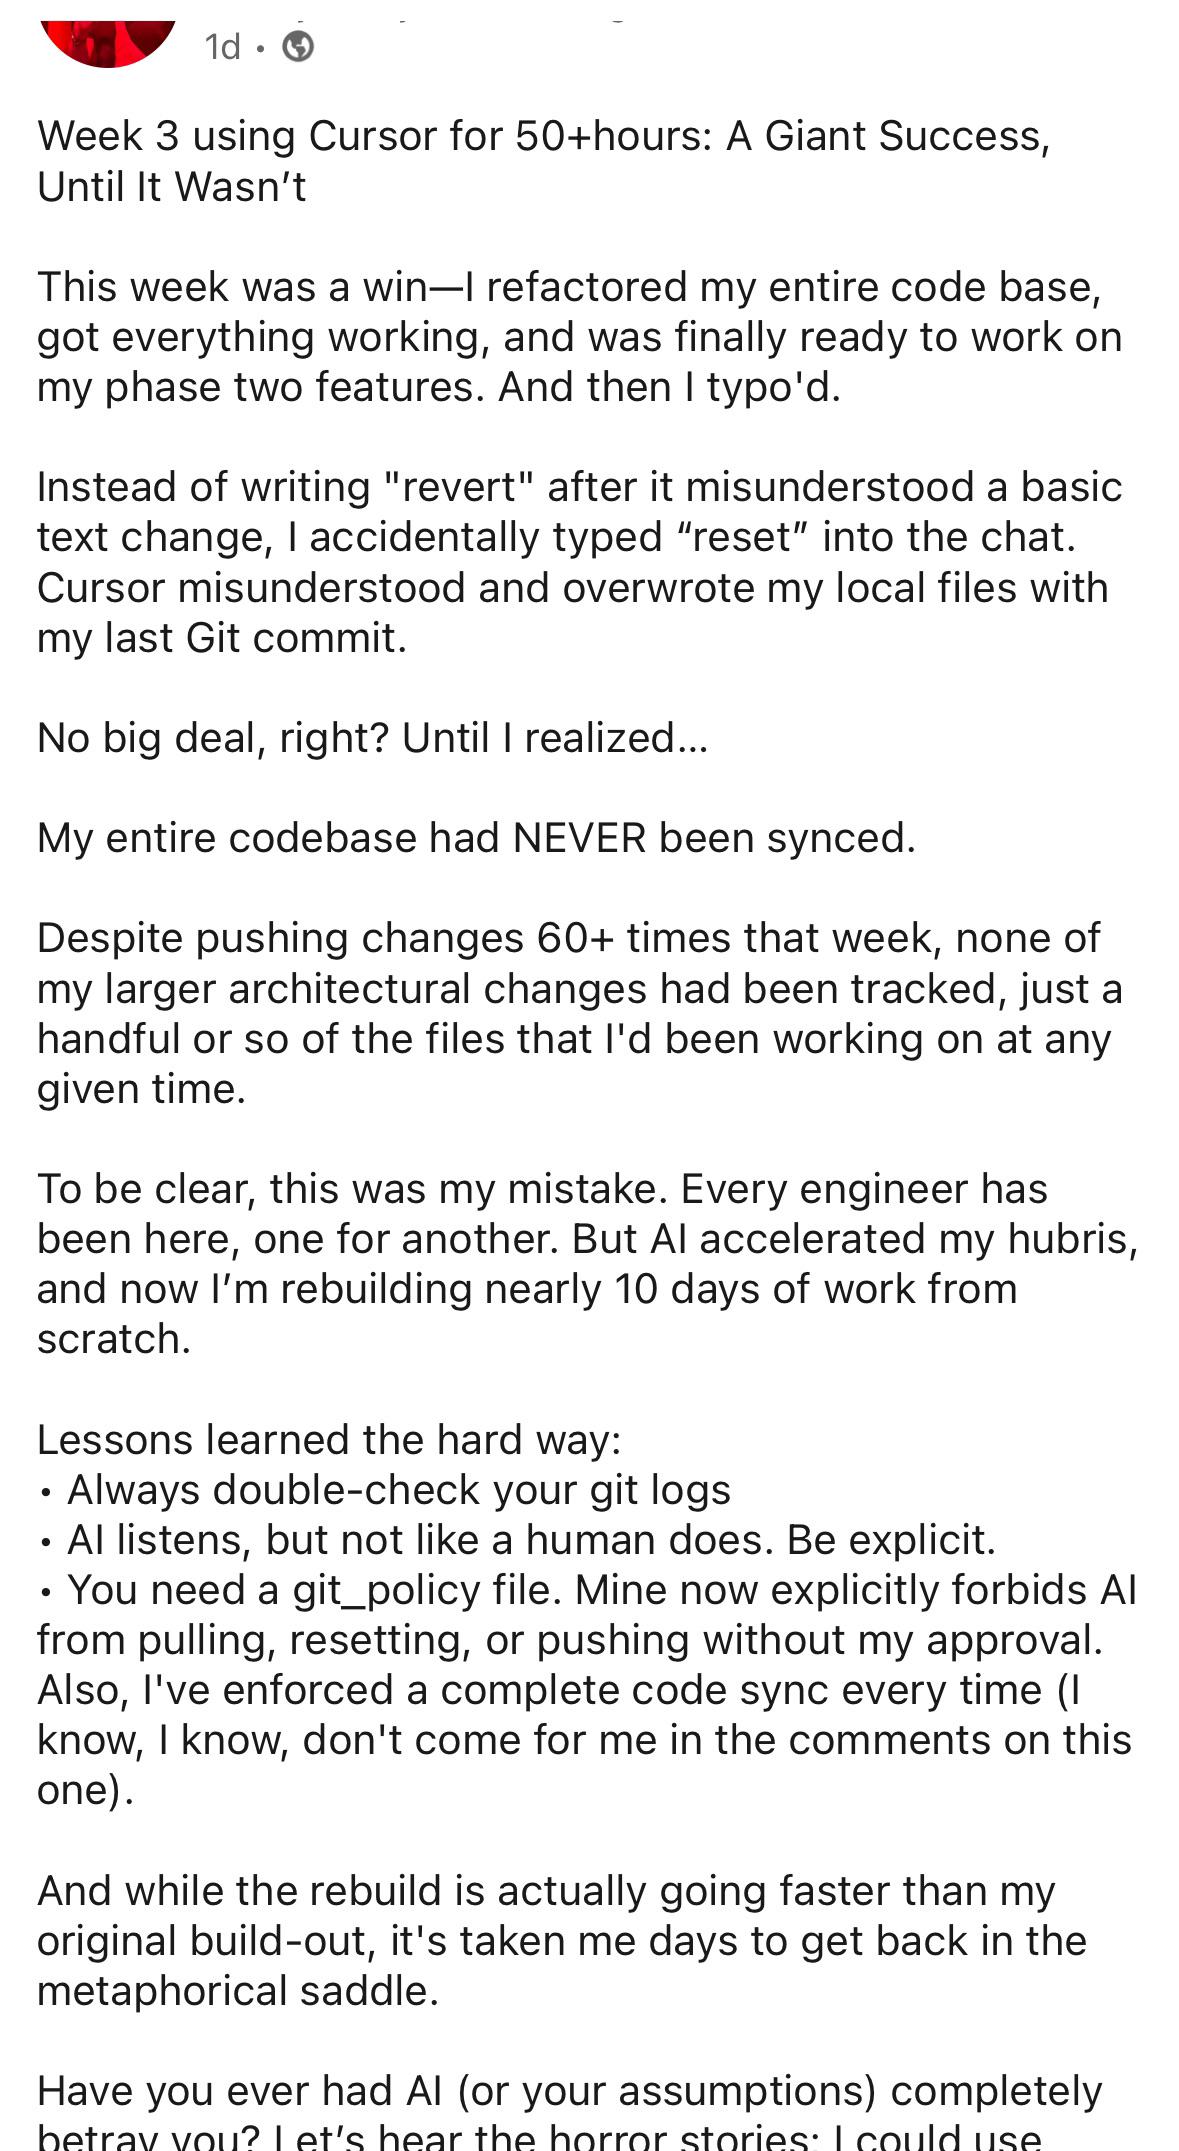 1d •
Week 3 using Cursor for 50+hours: A Giant Success,
Until It Wasn’t
This week was a win—I refactored my entire code base,
got everything working, and was finally ready to work on
my phase two features. And then I typo'd.
Instead of writing "revert" after it misunderstood a basic
text change, I accidentally typed “reset” into the chat.
Cursor misunderstood and overwrote my local files with
my last Git commit.
No big deal, right? Until I realized...
My entire codebase had NEVER been synced.
Despite pushing changes 60+ times that week, none of
my larger architectural changes had been tracked, just a
handful or so of the files that I'd been working on at any
given time.
To be clear, this was my mistake. Every engineer has
been here, one for another. But AI accelerated my hubris,
and now I’m rebuilding nearly 10 days of work from
scratch.
Lessons learned the hard way:
• Always double-check your git logs
• AI listens, but not like a human does. Be explicit.
• You need a git_policy file. Mine now explicitly forbids AI
from pulling, resetting, or pushing without my approval.
Also, I've enforced a complete code sync every time (I
know, I know, don't come for me in the comments on this
one).
And while the rebuild is actually going faster than my
original build-out, it's taken me days to get back in the
metaphorical saddle.
Have you ever had AI (or your assumptions) completely
betray you? Let’s hear the horror stories; I could use